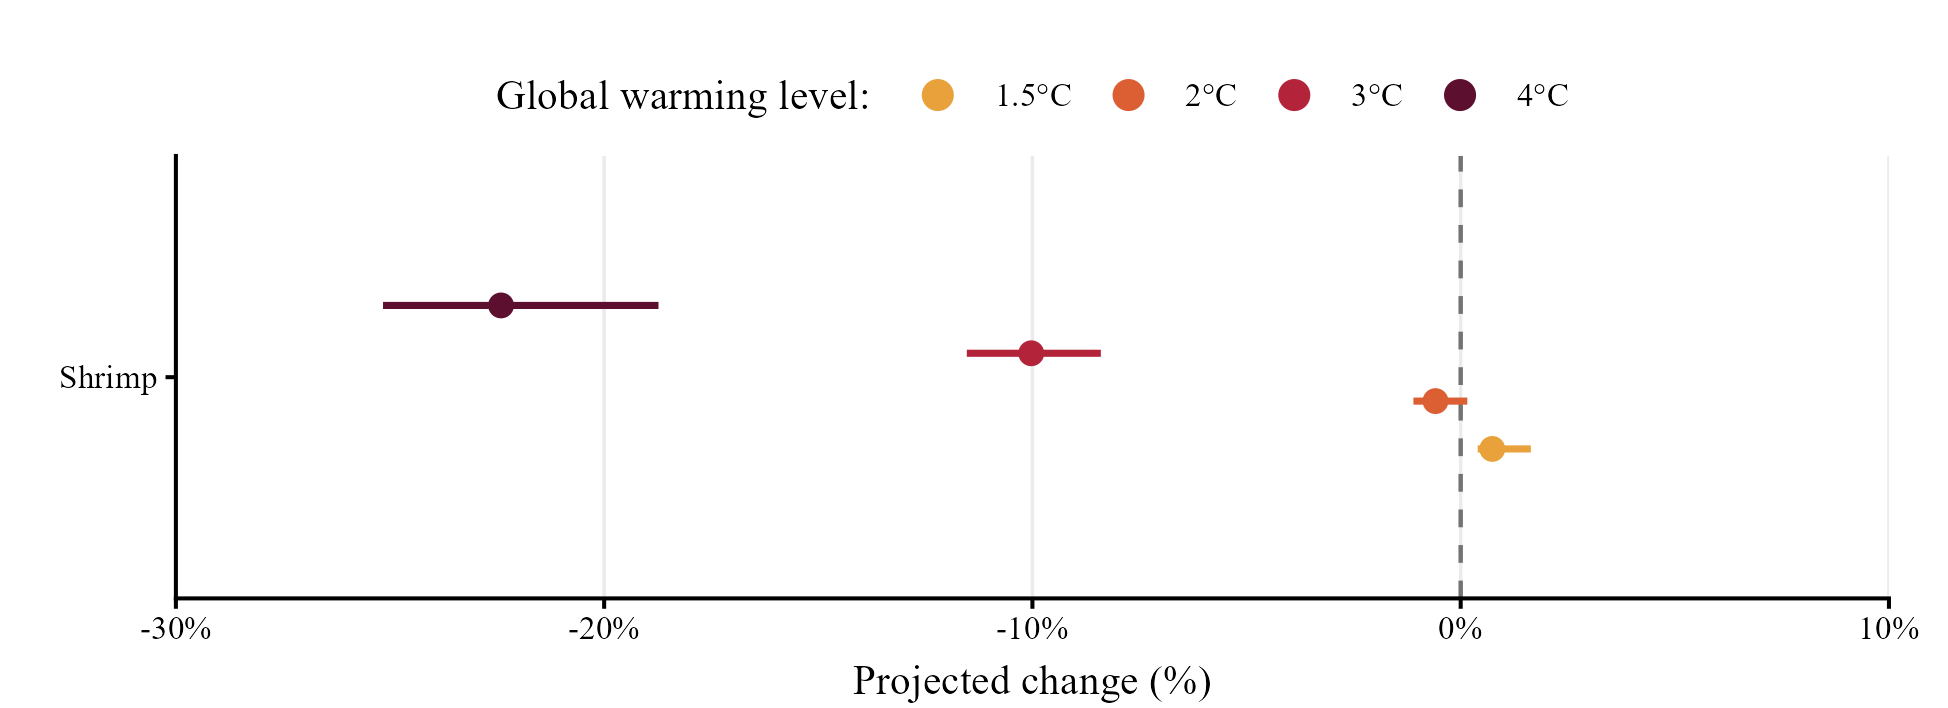 Global warming level: 1.5°C 2°C 3°C 4°C
Shrimp
-30% -20% -10% 0% 10%
Projected change (%)